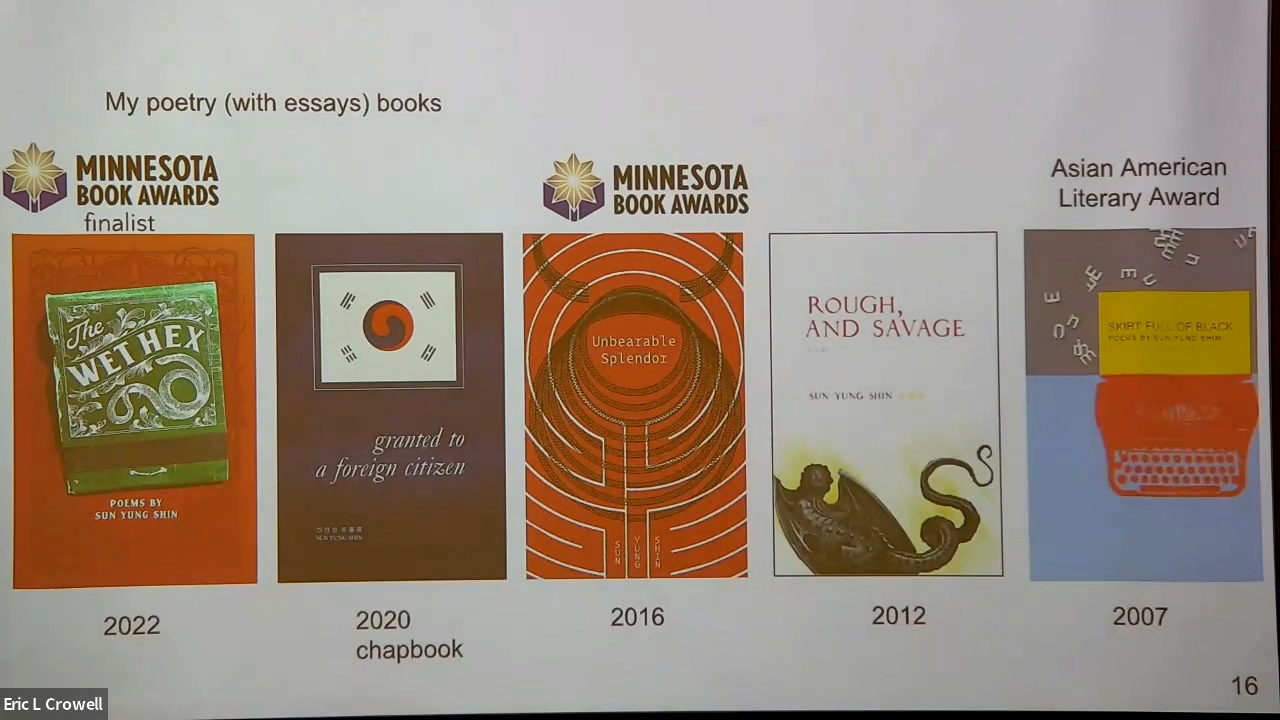 My poetry (with essays) books
MINNESOTA
BOOK AWARDS
finalist
MINNESOTA
BOOK AWARDS
Asian American
Literary Award
The
WET HEX
POEMS BY
SUN YUNG SHIN
granted to
a foreign citizen
SUN YUNG SHIN
Unbearable
Splendor
SUN
YUNG
SHIN
ROUGH,
AND SAVAGE
SUN YUNG SHIN
SKIRT FULL OF BLACK
POEMS BY SUN YUNG SHIN
2022
2020
chapbook
2016
2012
2007
16
Eric L Crowell